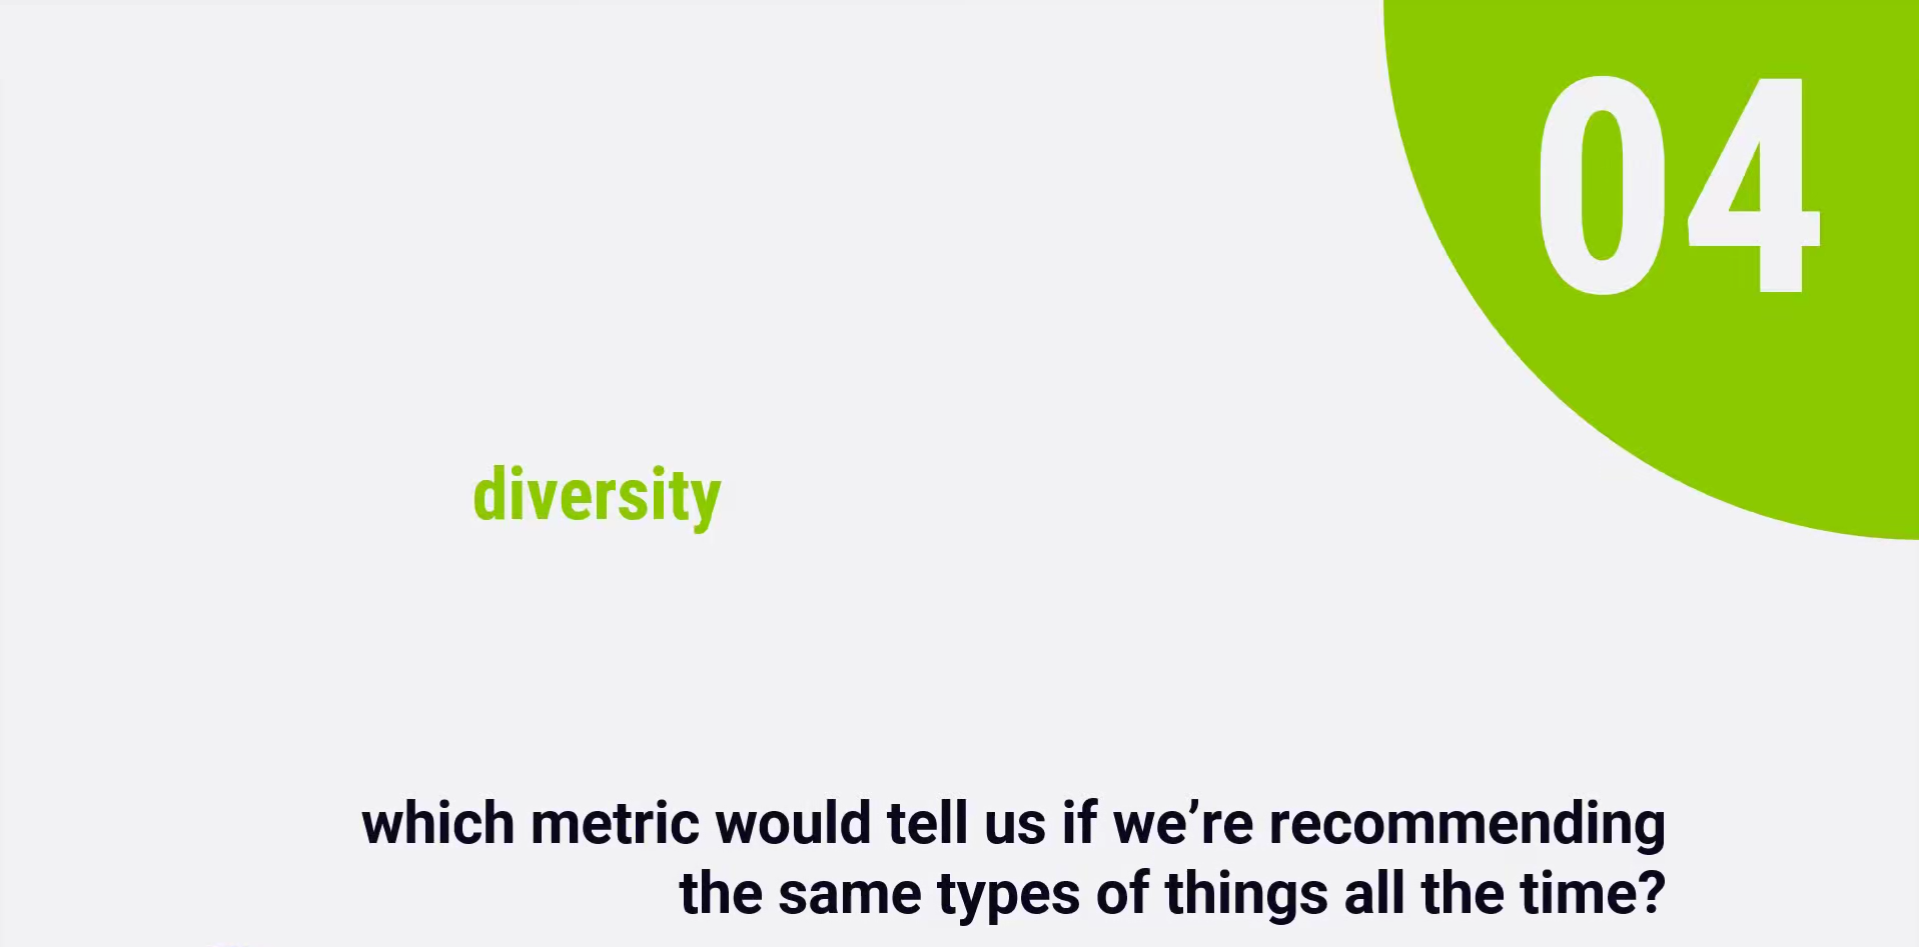 04
diversity
which metric would tell us if we’re recommending
the same types of things all the time?